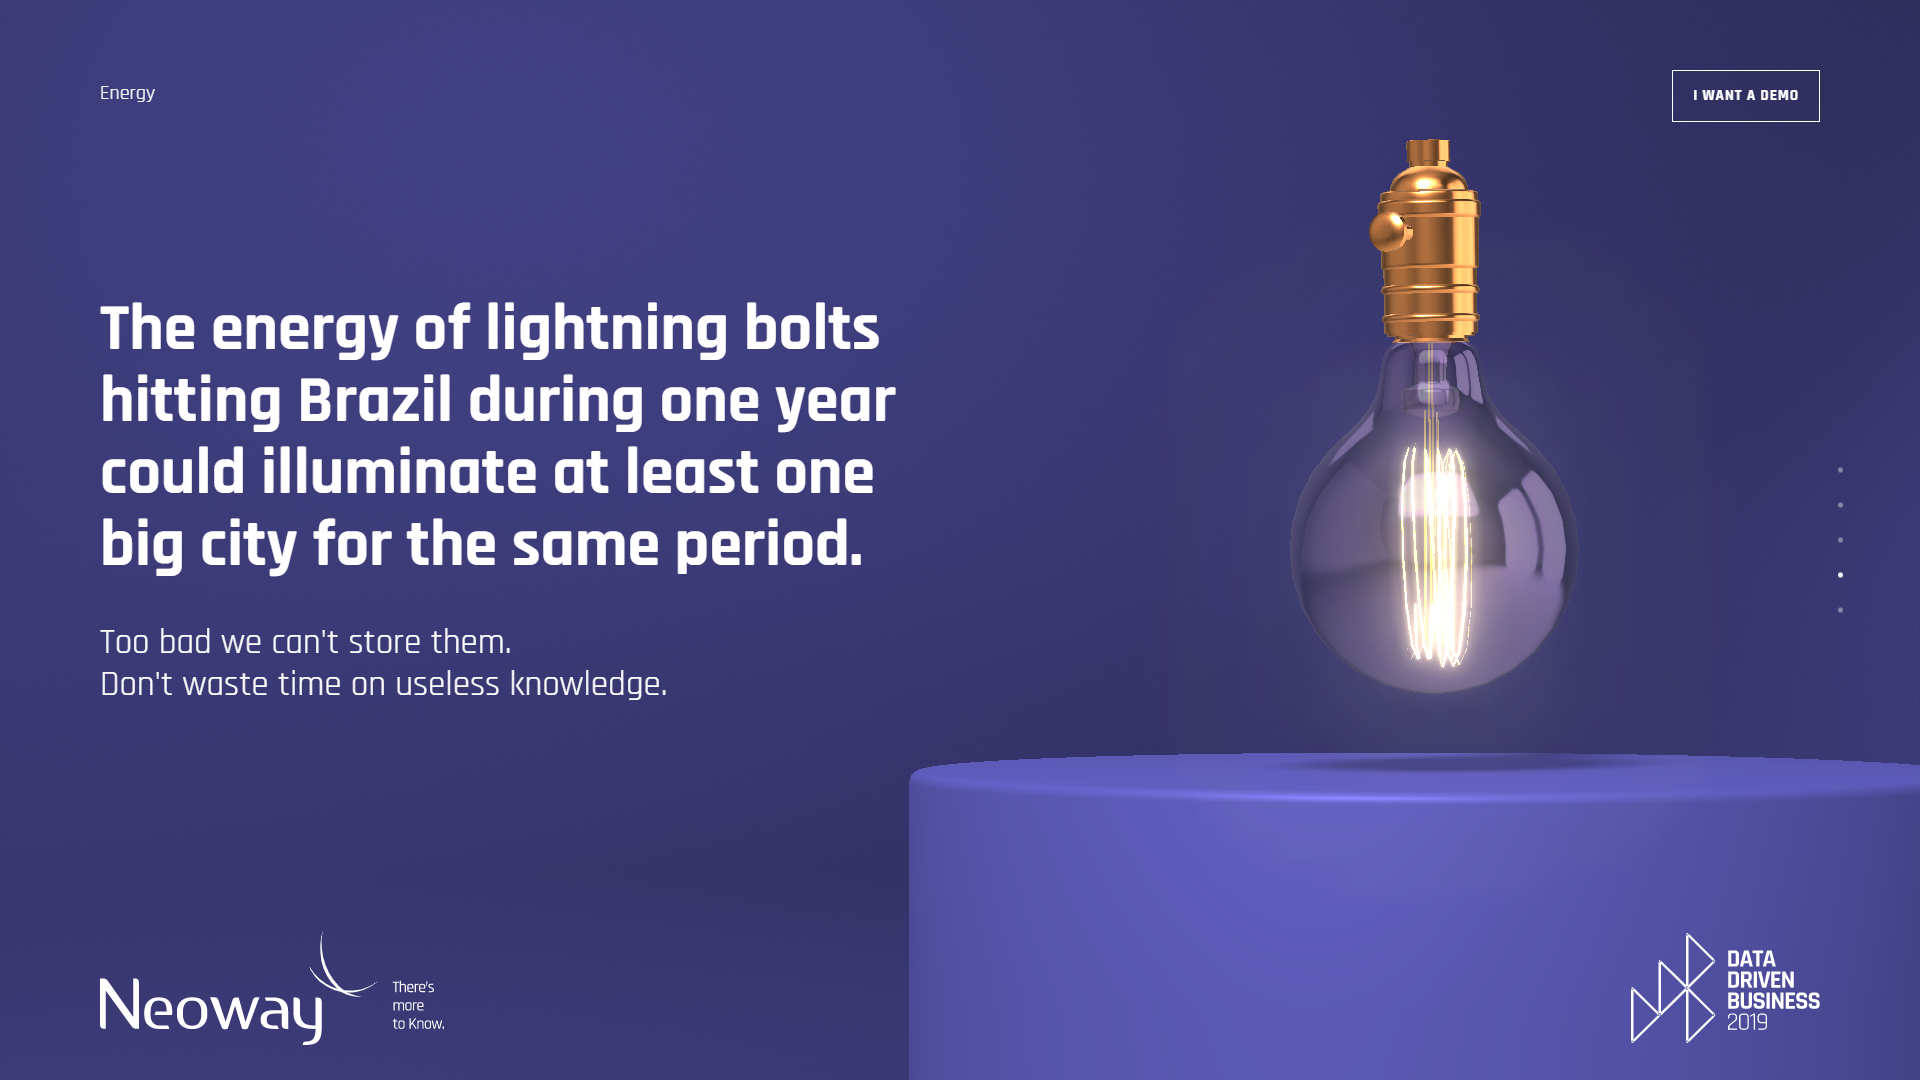 Energy
I WANT A DEMO
The energy of lightning bolts
hitting Brazil during one year
could illuminate at least one
big city for the same period.
Too bad we can't store them.
Don't waste time on useless knowledge.
Neoway
There's
more
to Know.
DATA
DRIVEN
BUSINESS
2019